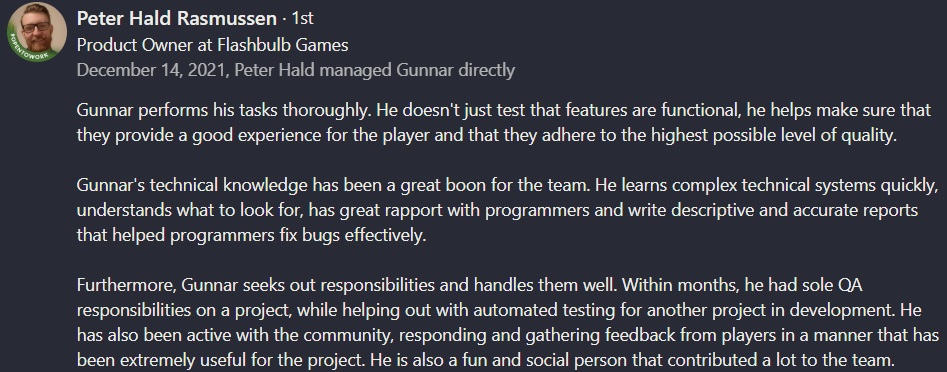 Peter Hald Rasmussen · 1st
#OPENTOWORK
Product Owner at Flashbulb Games
December 14, 2021, Peter Hald managed Gunnar directly
Gunnar performs his tasks thoroughly. He doesn't just test that features are functional, he helps make sure that
they provide a good experience for the player and that they adhere to the highest possible level of quality.
Gunnar's technical knowledge has been a great boon for the team. He learns complex technical systems quickly,
understands what to look for, has great rapport with programmers and write descriptive and accurate reports
that helped programmers fix bugs effectively.
Furthermore, Gunnar seeks out responsibilities and handles them well. Within months, he had sole QA
responsibilities on a project, while helping out with automated testing for another project in development. He
has also been active with the community, responding and gathering feedback from players in a manner that has
been extremely useful for the project. He is also a fun and social person that contributed a lot to the team.